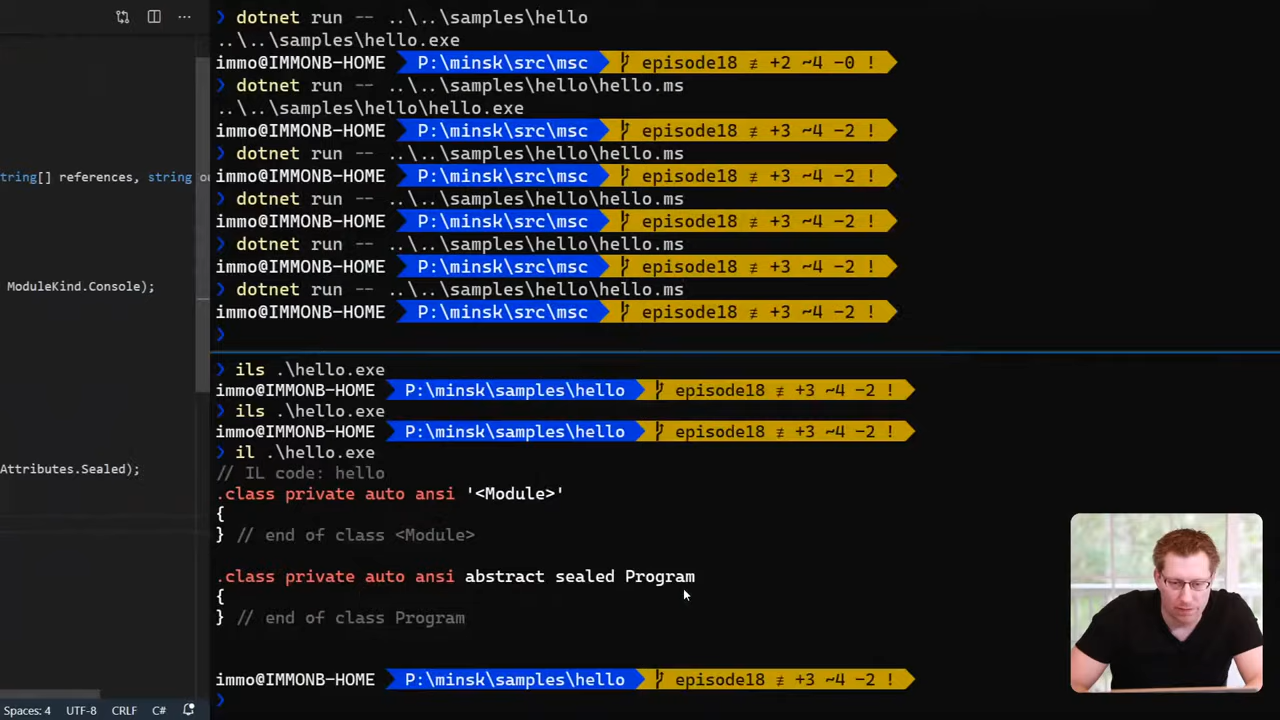 dotnet run -- ..\..\samples\hello
..\..\samples\hello.exe
immo@IMMONB-HOME P:\minsk\src\msc episode18 ≢ +2 ~4 -0 !
❯ dotnet run -- ..\..\samples\hello\hello.ms
..\..\samples\hello\hello.exe
immo@IMMONB-HOME P:\minsk\src\msc episode18 ≢ +3 ~4 -2 !
❯ dotnet run -- ..\..\samples\hello\hello.ms
tring[] references, string
immo@IMMONB-HOME P:\minsk\src\msc episode18 ≢ +3 ~4 -2 !
❯ dotnet run -- ..\..\samples\hello\hello.ms
immo@IMMONB-HOME P:\minsk\src\msc episode18 ≢ +3 ~4 -2 !
❯ dotnet run -- ..\..\samples\hello\hello.ms
immo@IMMONB-HOME P:\minsk\src\msc episode18 ≢ +3 ~4 -2 !
ModuleKind.Console);
❯ dotnet run -- ..\..\samples\hello\hello.ms
immo@IMMONB-HOME P:\minsk\src\msc episode18 ≢ +3 ~4 -2 !
❯
❯ ils .\hello.exe
immo@IMMONB-HOME P:\minsk\samples\hello episode18 ≢ +3 ~4 -2 !
❯ ils .\hello.exe
immo@IMMONB-HOME P:\minsk\samples\hello episode18 ≢ +3 ~4 -2 !
❯ il .\hello.exe
Attributes.Sealed);
// IL code: hello
.class private auto ansi '<Module>'
{
} // end of class <Module>
.class private auto ansi abstract sealed Program
{
} // end of class Program
immo@IMMONB-HOME P:\minsk\samples\hello episode18 ≢ +3 ~4 -2 !
❯
Spaces: 4 UTF-8 CRLF C#